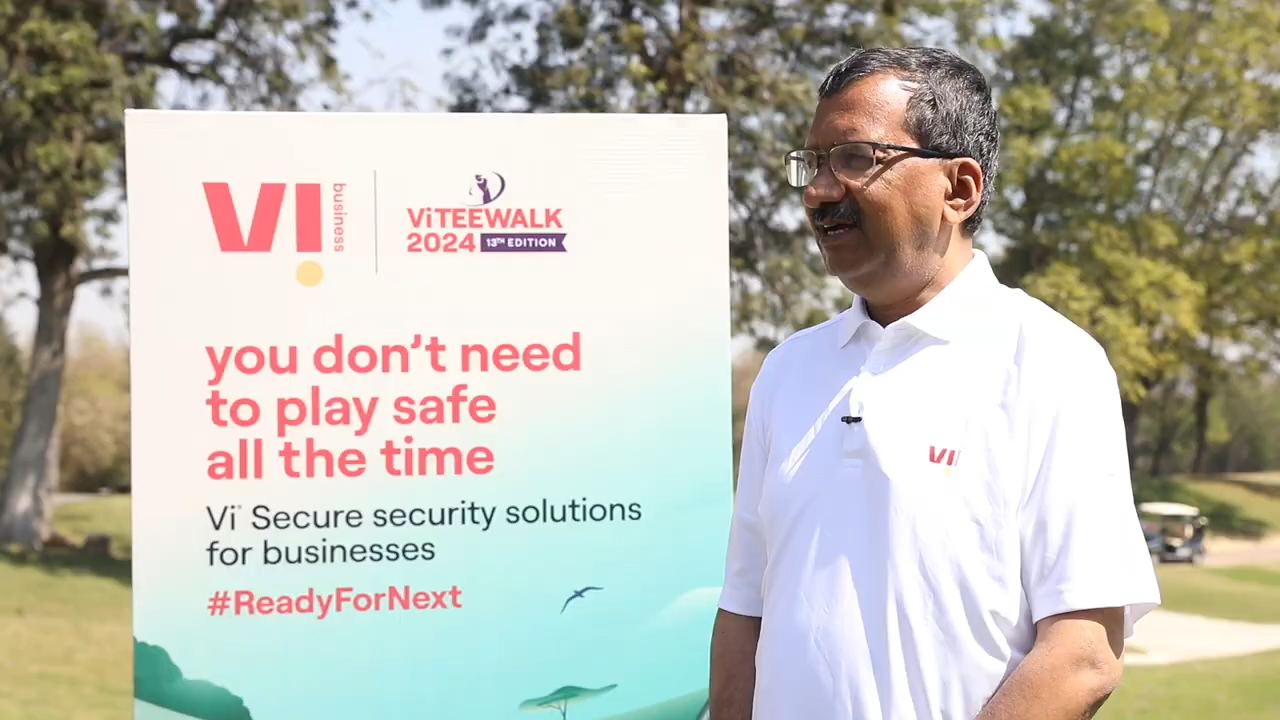 Vi!
business
ViTEEWALK
2024 13TH EDITION
you don't need
to play safe
all the time
Vi Secure security solutions
for businesses
#ReadyForNext
Vi!